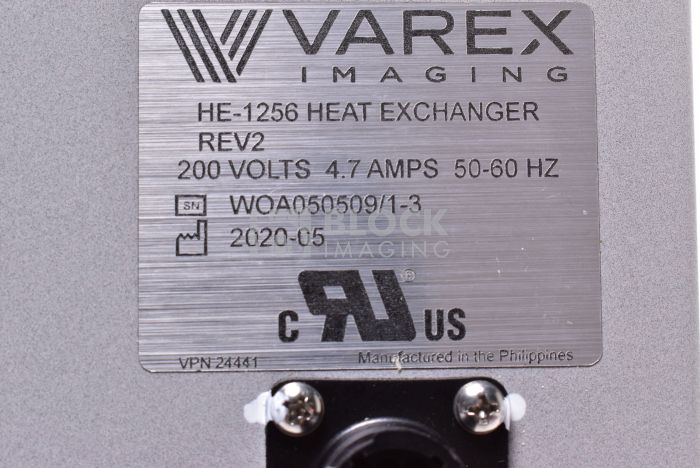 VAREX
IMAGING
HE-1256 HEAT EXCHANGER
REV2
200 VOLTS 4.7 AMPS 50-60 HZ
SN WOA050509/1-3
BLOCK
2020-05
IMAGING
®
C RU US
VPN 24441 Manufactured in the Philippines